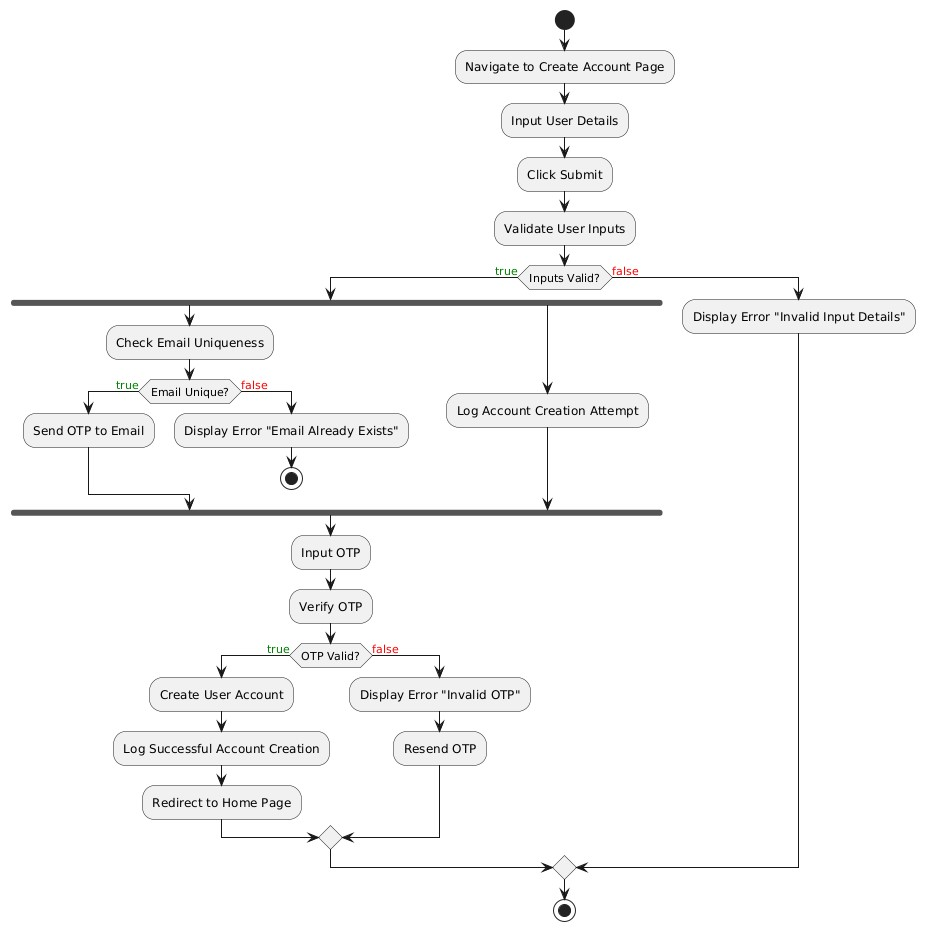 Navigate to Create Account Page
Input User Details
Click Submit
Validate User Inputs
true
Inputs Valid?
false
Display Error "Invalid Input Details"
Check Email Uniqueness
true
Email Unique?
false
Send OTP to Email
Display Error "Email Already Exists"
Log Account Creation Attempt
Input OTP
Verify OTP
true
OTP Valid?
false
Create User Account
Display Error "Invalid OTP"
Log Successful Account Creation
Resend OTP
Redirect to Home Page